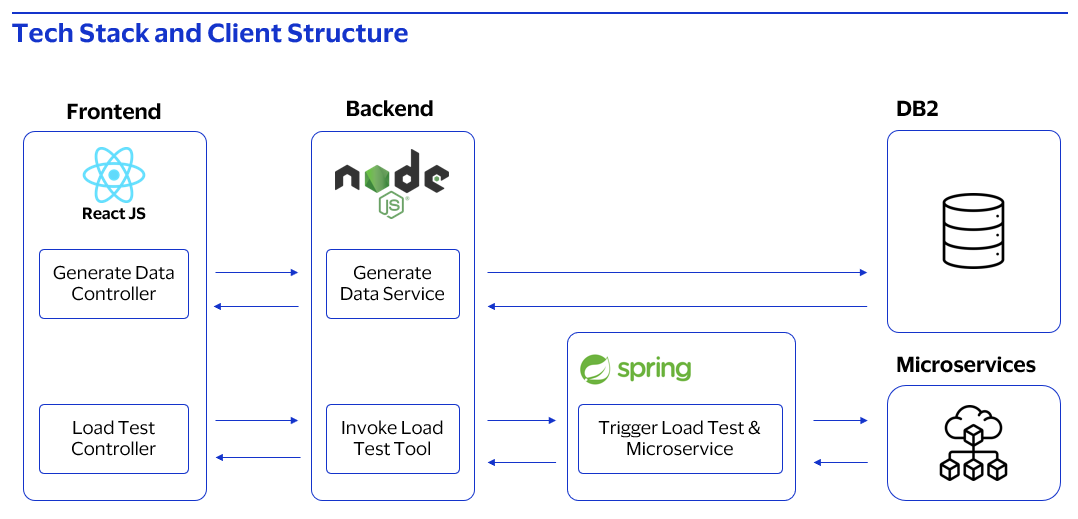 Tech Stack and Client Structure
Frontend
Backend
DB2
React JS
node
JS
Generate Data
Controller
Generate
Data Service
spring
Microservices
Load Test
Controller
Invoke Load
Test Tool
Trigger Load Test &
Microservice